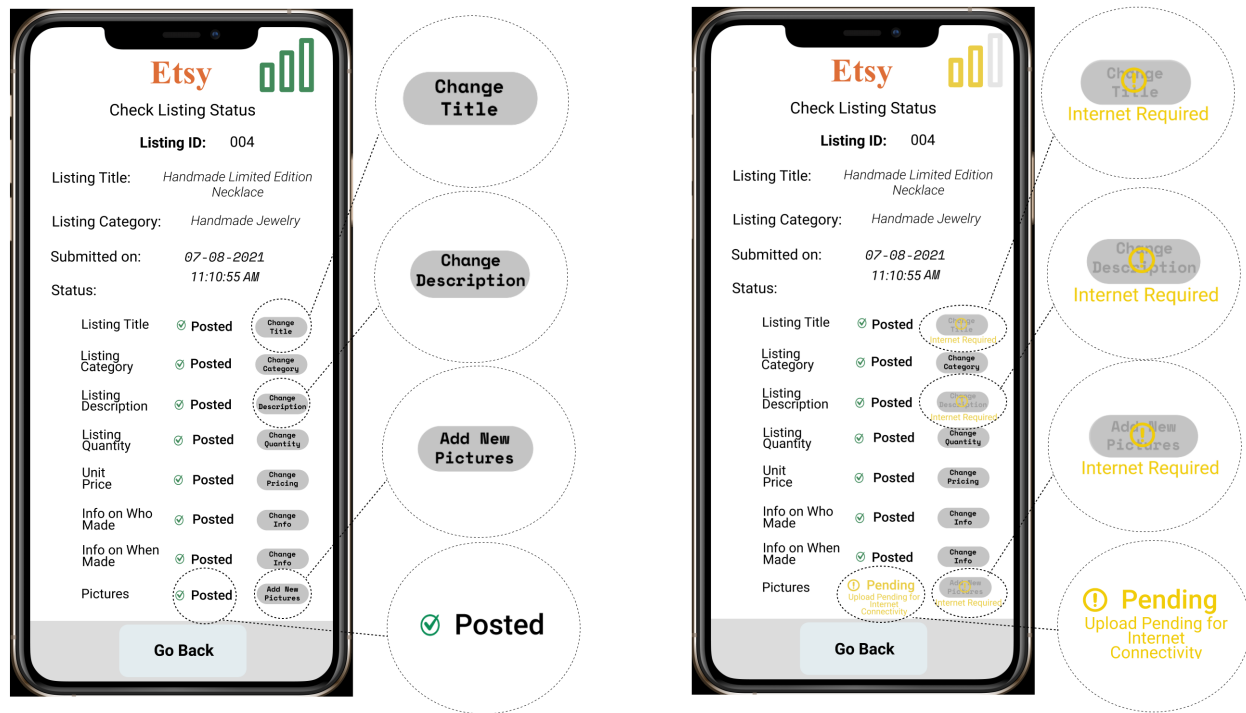 Etsy
Check Listing Status
Listing ID: 004
Listing Title: Handmade Limited Edition
Necklace
Listing Category: Handmade Jewelry
Submitted on: 07-08-2021
11:10:55 AM
Status:
Listing Title Posted Change
Title
Listing
Category Posted Change
Category
Listing
Description Posted Change
Description
Listing
Quantity Posted Change
Quantity
Unit
Price Posted Change
Pricing
Info on Who
Made Posted Change
Info
Info on When
Made Posted Change
Info
Pictures Posted Add New
Pictures
Go Back
Change
Title
Change
Description
Add New
Pictures
Posted
Etsy
Check Listing Status
Listing ID: 004
Listing Title: Handmade Limited Edition
Necklace
Listing Category: Handmade Jewelry
Submitted on: 07-08-2021
11:10:55 AM
Status:
Listing Title Posted Change
Title
Internet Required
Listing
Category Posted Change
Category
Listing
Description Posted Change
Description
Internet Required
Listing
Quantity Posted Change
Quantity
Unit
Price Posted Change
Pricing
Info on Who
Made Posted Change
Info
Info on When
Made Posted Change
Info
Pictures Pending Add New
Pictures
Upload Pending for
Internet
Connectivity
Internet Required
Go Back
Change
Title
Internet Required
Change
Description
Internet Required
Add New
Pictures
Internet Required
Pending
Upload Pending for
Internet
Connectivity